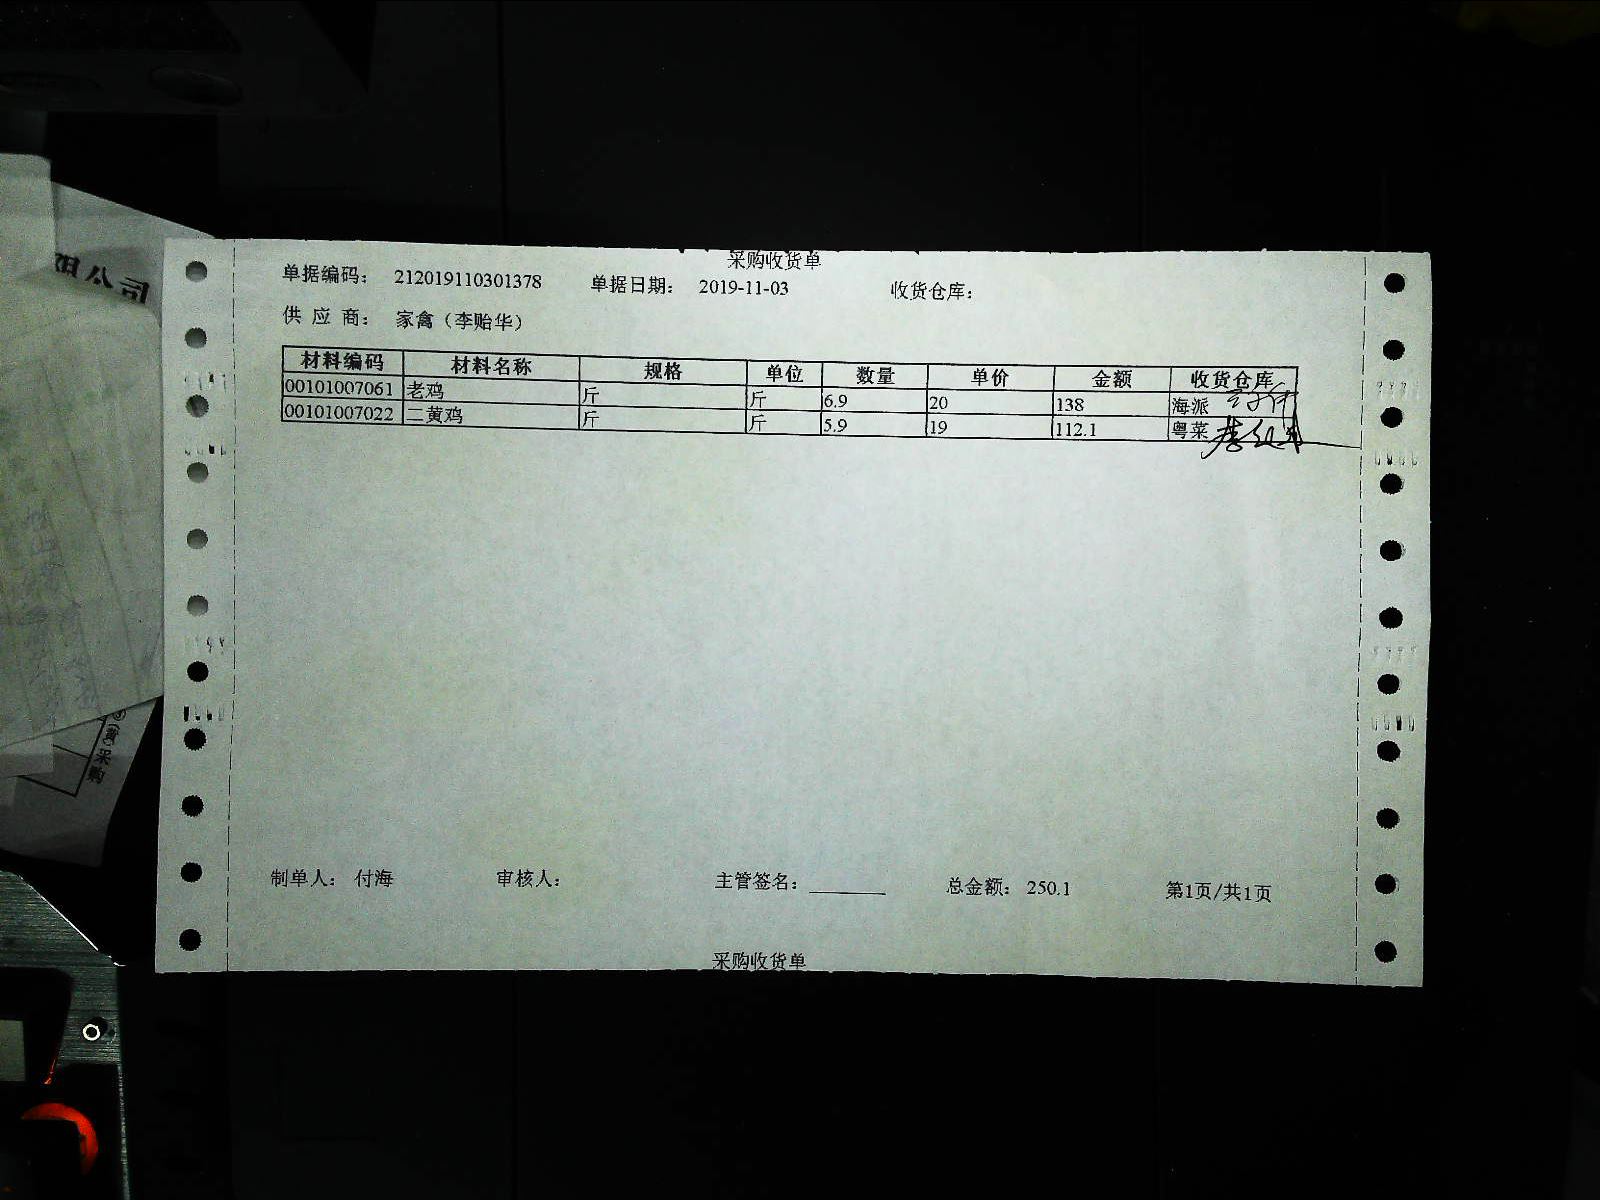 采购收货单
单据编码： 212019110301378 单据日期： 2019-11-03 收货仓库：
供 应 商： 家禽（李贻华）
材料编码 材料名称 规格 单位 数量 单价 金额 收货仓库
00101007061 老鸡 斤 斤 6.9 20 138 海派
00101007022 二黄鸡 斤 斤 5.9 19 112.1 粤菜
制单人： 付海 审核人： 主管签名： 总金额： 250.1 第1页/共1页
采购收货单
限公司
采购